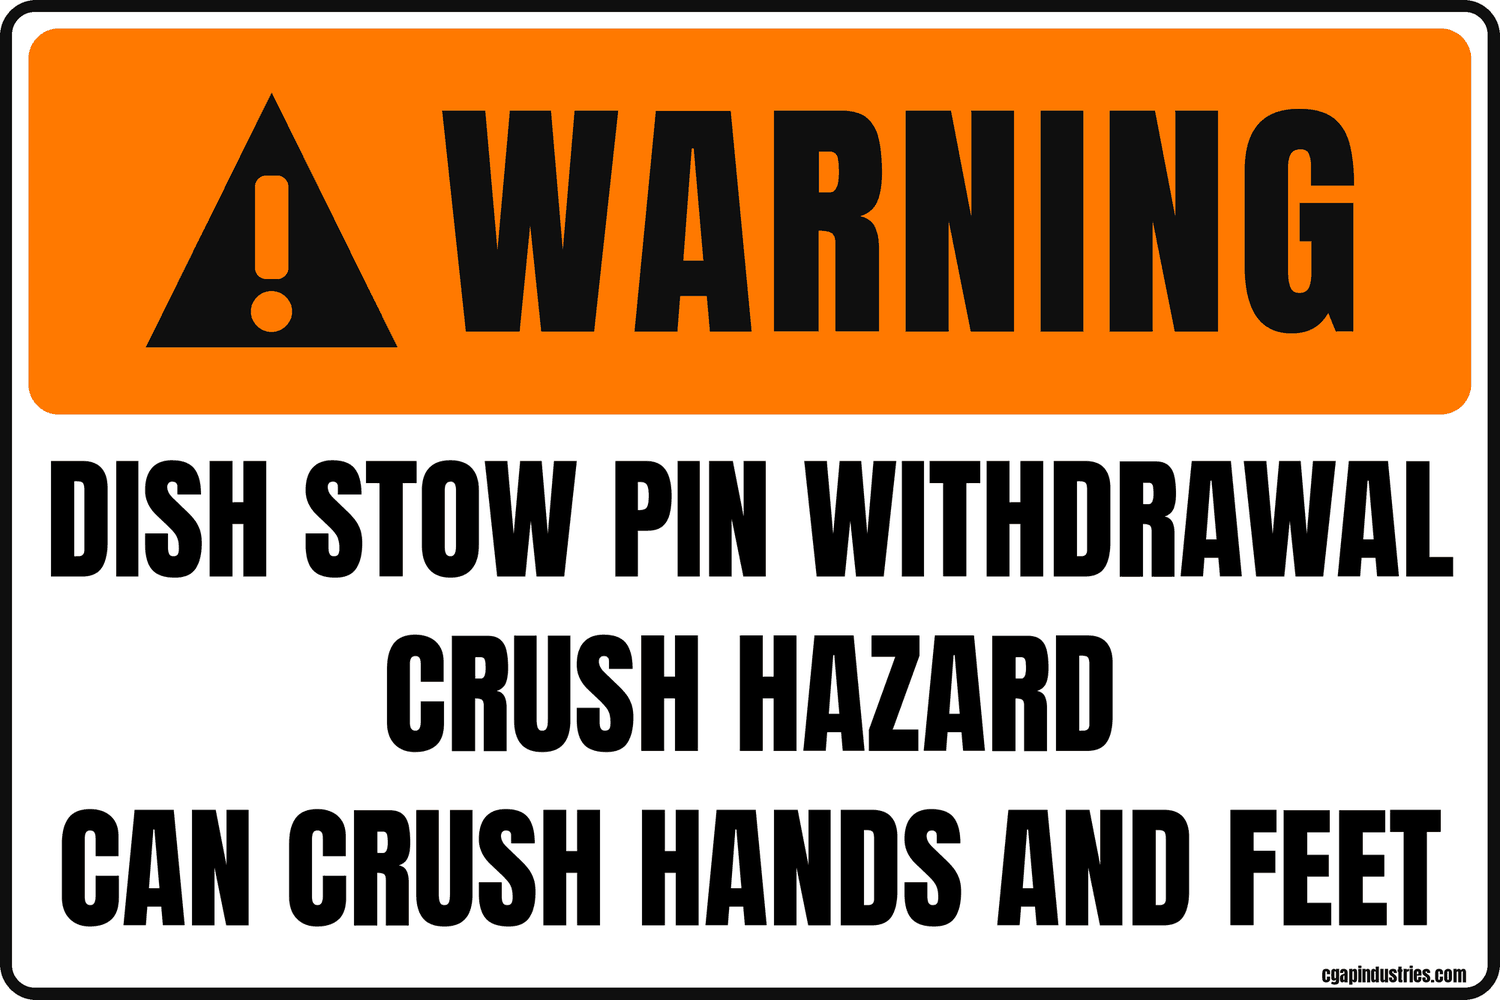 WARNING
DISH STOW PIN WITHDRAWAL
CRUSH HAZARD
CAN CRUSH HANDS AND FEET
cgapindustries.com